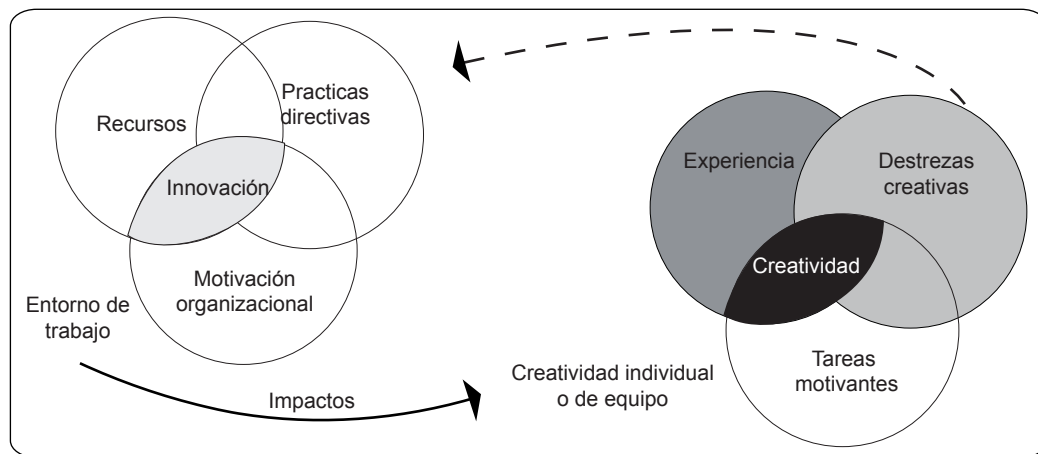 Recursos
Practicas
directivas
Innovación
Motivación
organizacional
Entorno de
trabajo
Impactos
Experiencia
Destrezas
creativas
Creatividad
Tareas
motivantes
Creatividad individual
o de equipo